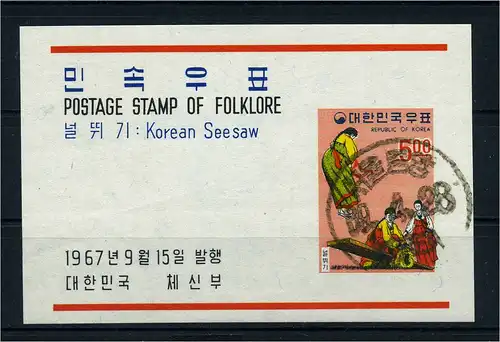 민속우표
POSTAGE STAMP OF FOLKLORE
널 뛰 기 : Korean Seesaw
대한민국우표
REPUBLIC OF KOREA
5.00
널뛰기
1967년 9월 15일 발행
대한민국 체신부